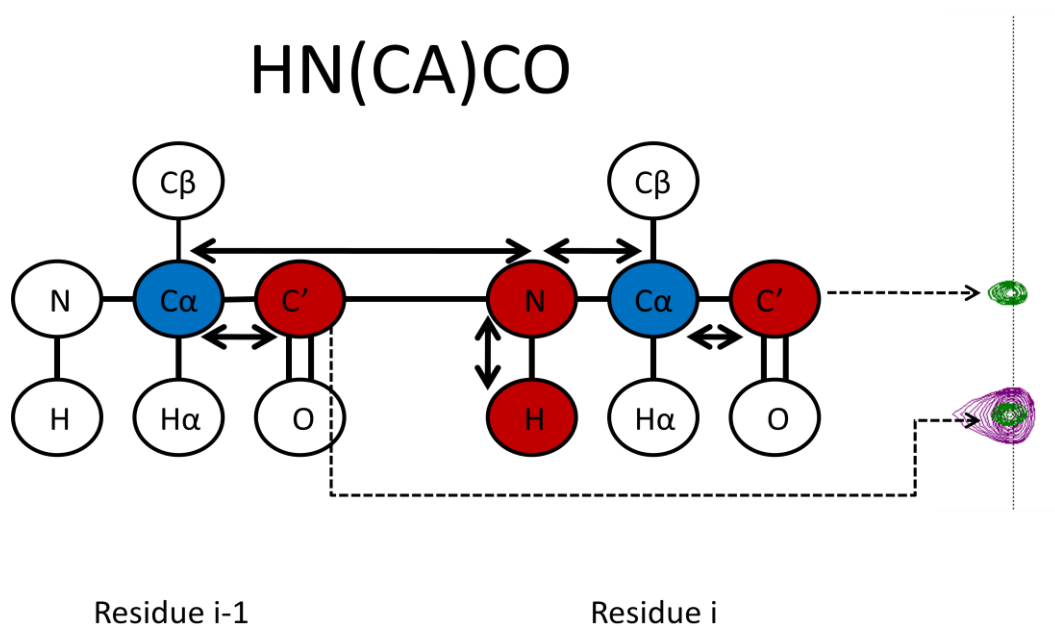 HN(CA)CO
Cβ Cβ
N Cα C’ N Cα C’
H Hα O H Hα O
Residue i-1 Residue i